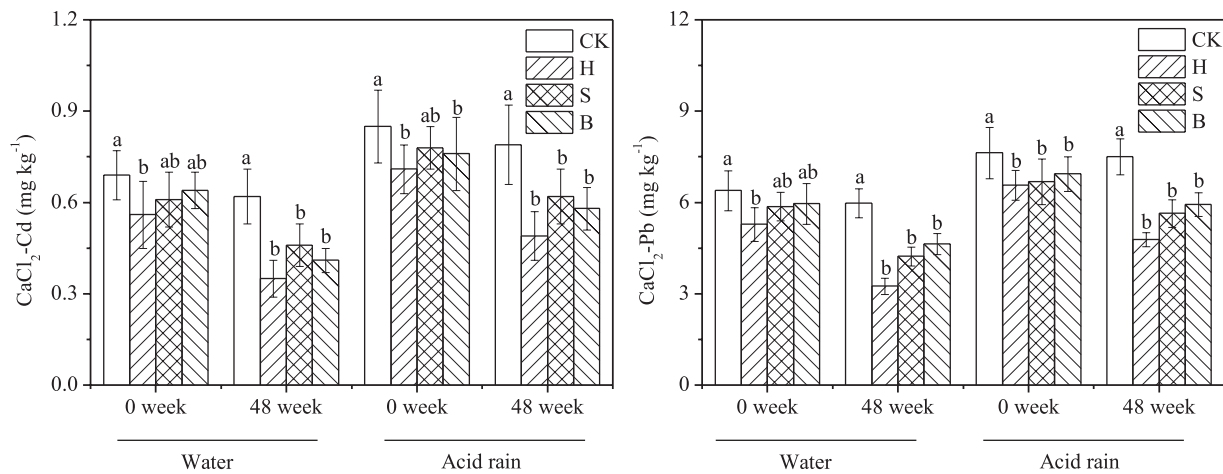 CaCl₂-Cd (mg kg⁻¹)
1.2
0.9
0.6
0.3
0.0
CK
H
S
B
a b ab ab
a b b b
a b ab b
a b b b
0 week 48 week 0 week 48 week
Water Acid rain
CaCl₂-Pb (mg kg⁻¹)
12
9
6
3
0
CK
H
S
B
a b ab ab
a b b b
a b b b
a b b b
0 week 48 week 0 week 48 week
Water Acid rain